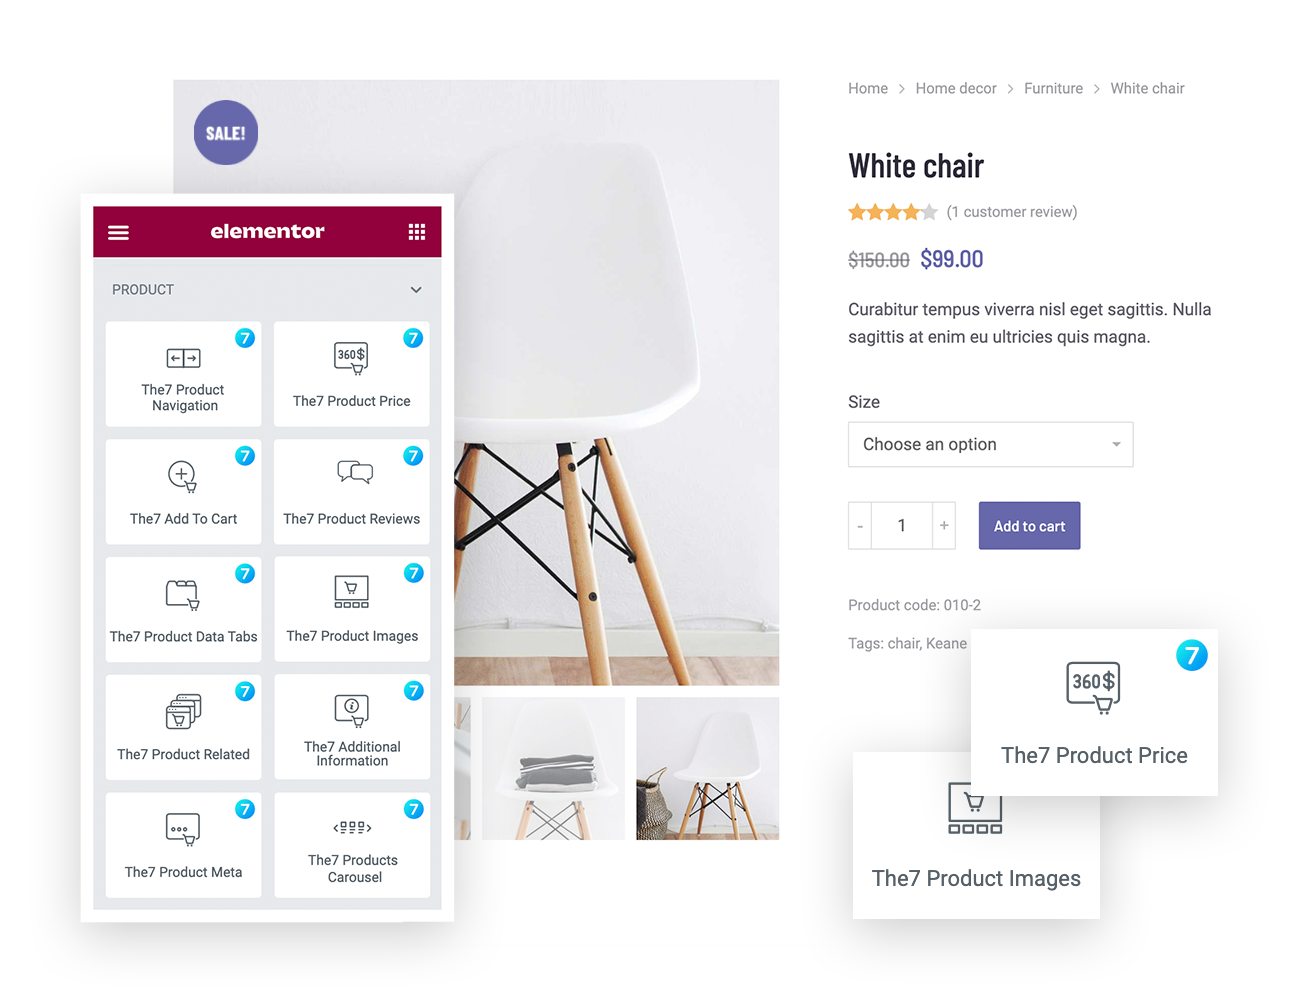 SALE!
elementor
PRODUCT
7
The7 Product
Navigation
7
360$
The7 Product Price
7
The7 Add To Cart
7
The7 Product Reviews
7
The7 Product Data Tabs
7
The7 Product Images
7
The7 Product Related
7
The7 Additional
Information
7
The7 Product Meta
7
The7 Products
Carousel
Home > Home decor > Furniture > White chair
White chair
(1 customer review)
$150.00 $99.00
Curabitur tempus viverra nisl eget sagittis. Nulla
sagittis at enim eu ultricies quis magna.
Size
Choose an option
- 1 +
Add to cart
Product code: 010-2
Tags: chair, Keane
7
360$
The7 Product Price
The7 Product Images